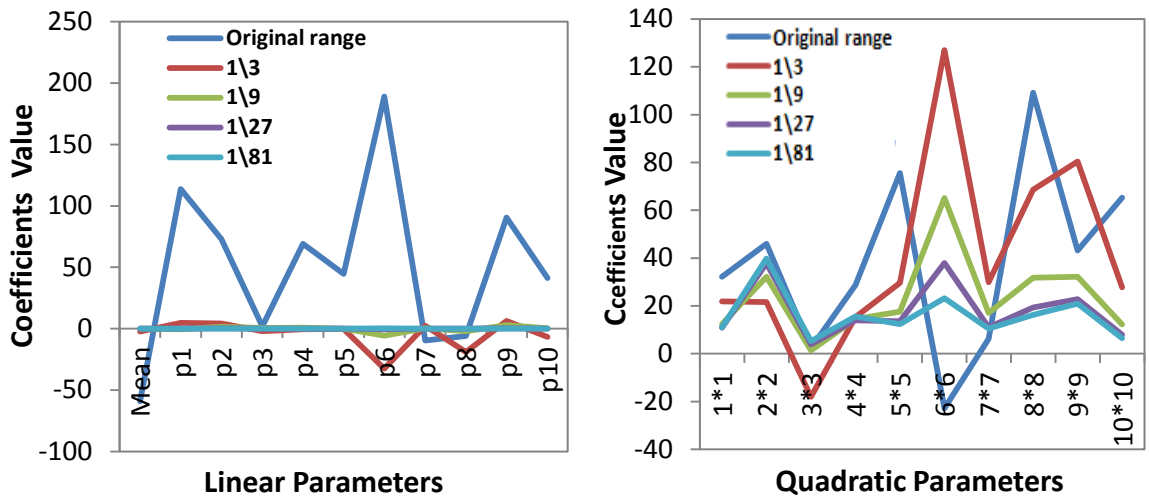 250
200
150
100
50
0
-50
-100
Coefficients Value
Original range
1\3
1\9
1\27
1\81
Mean
p1
p2
p3
p4
p5
p6
p7
p8
p9
p10
Linear Parameters
140
120
100
80
60
40
20
0
-20
-40
Ccefficients Value
Original range
1\3
1\9
1\27
1\81
1*1
2*2
3*3
4*4
5*5
6*6
7*7
8*8
9*9
10*10
Quadratic Parameters